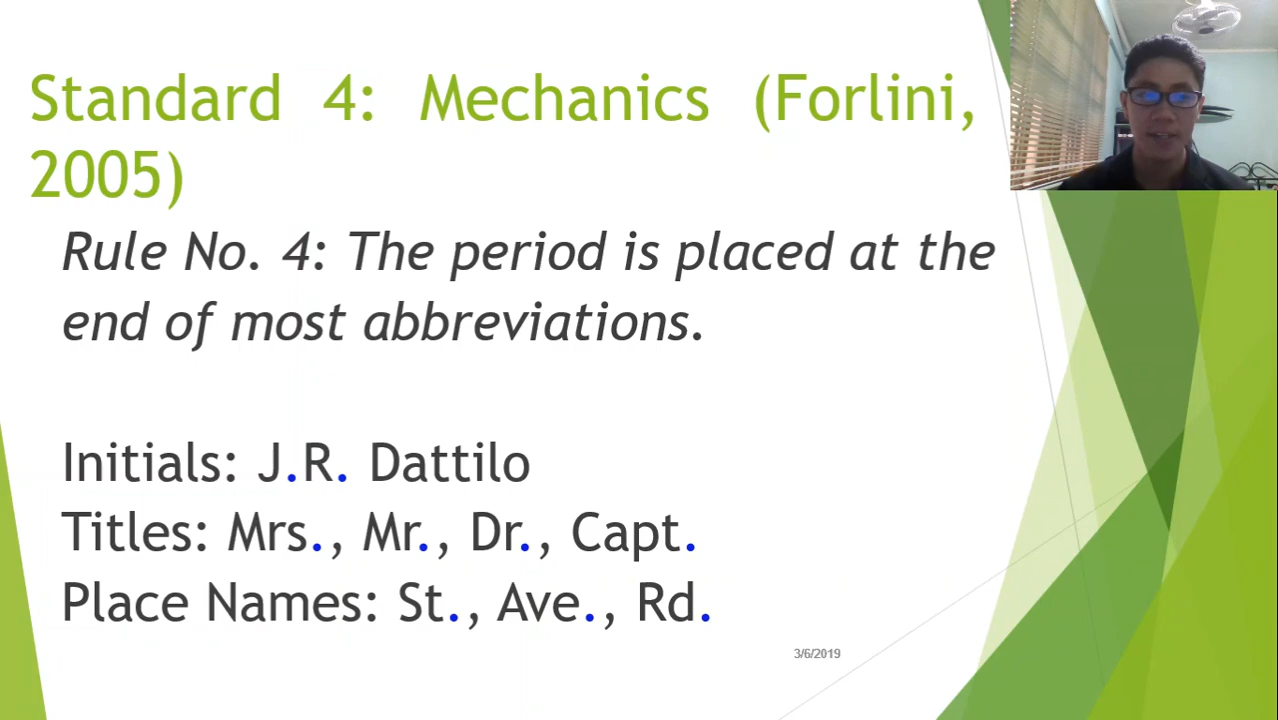 Standard 4: Mechanics (Forlini,
2005)
Rule No. 4: The period is placed at the
end of most abbreviations.
Initials: J.R. Dattilo
Titles: Mrs., Mr., Dr., Capt.
Place Names: St., Ave., Rd.
3/6/2019